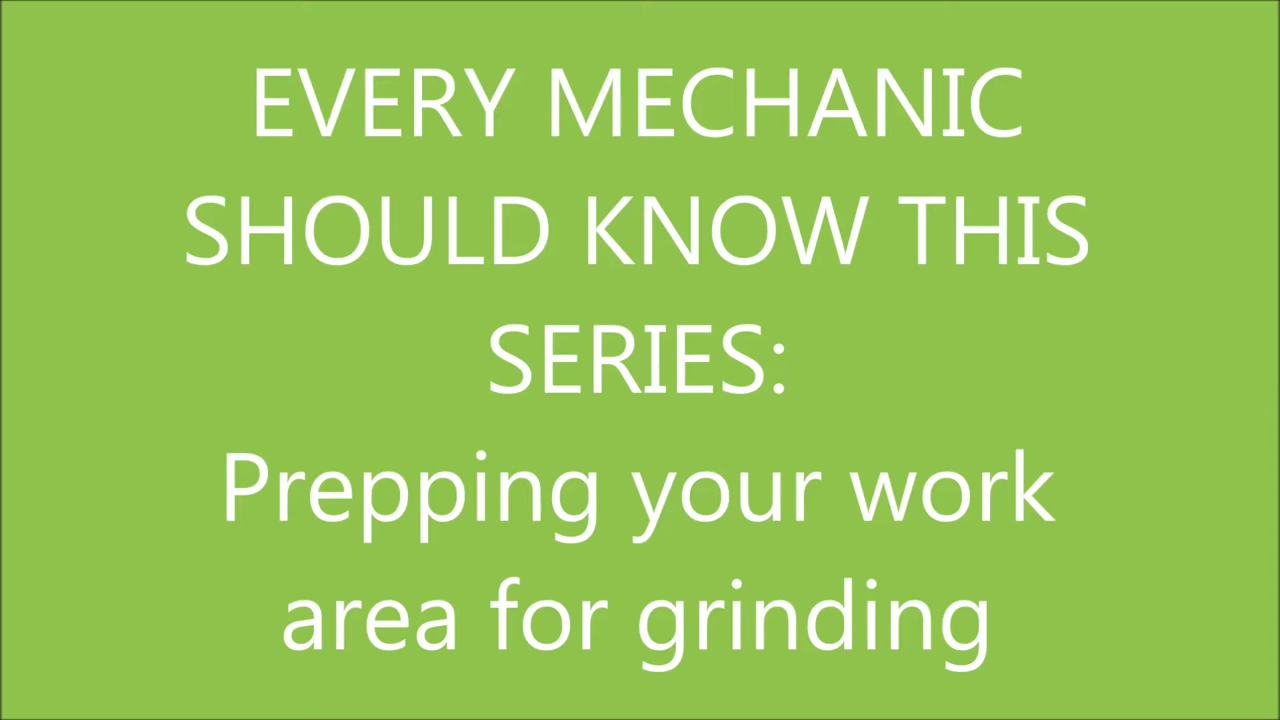 EVERY MECHANIC
SHOULD KNOW THIS
SERIES:
Prepping your work
area for grinding